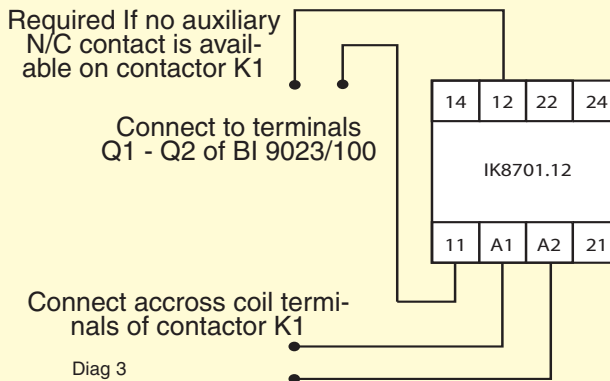 Required If no auxiliary
N/C contact is avail-
able on contactor K1
Connect to terminals
Q1 - Q2 of BI 9023/100
14 12 22 24
IK8701.12
11 A1 A2 21
Connect accross coil termi-
nals of contactor K1
Diag 3